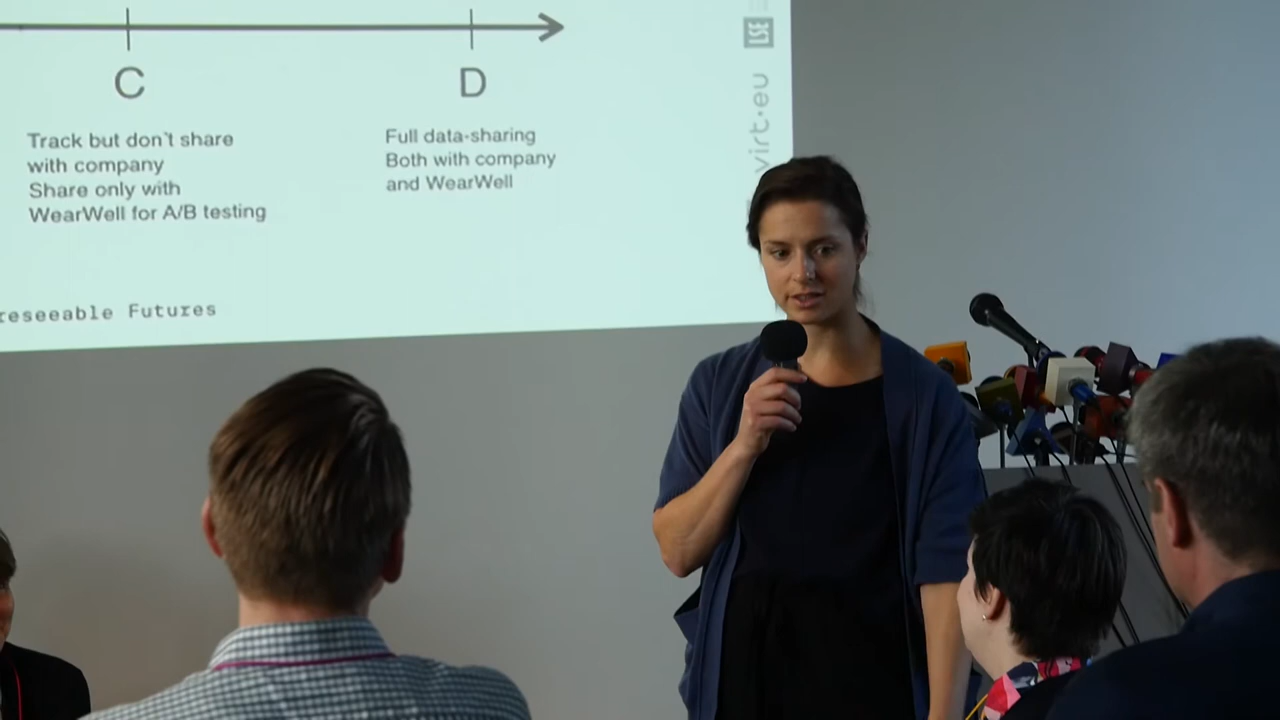 C
Track but don't share
with company
Share only with
WearWell for A/B testing
D
Full data-sharing
Both with company
and WearWell
reseeable Futures
LSE
virt·eu